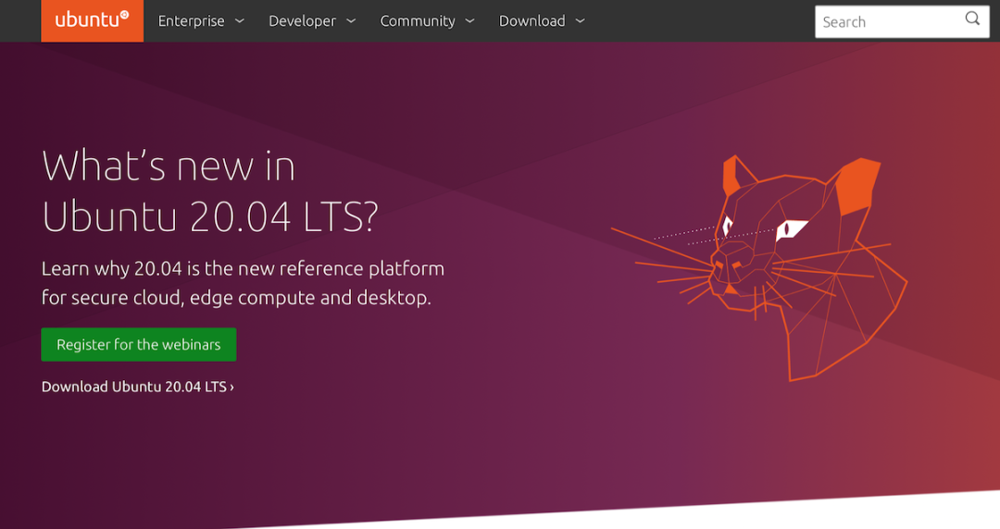 ubuntu®
Enterprise
Developer
Community
Download
Search
What's new in
Ubuntu 20.04 LTS?
Learn why 20.04 is the new reference platform
for secure cloud, edge compute and desktop.
Register for the webinars
Download Ubuntu 20.04 LTS ›